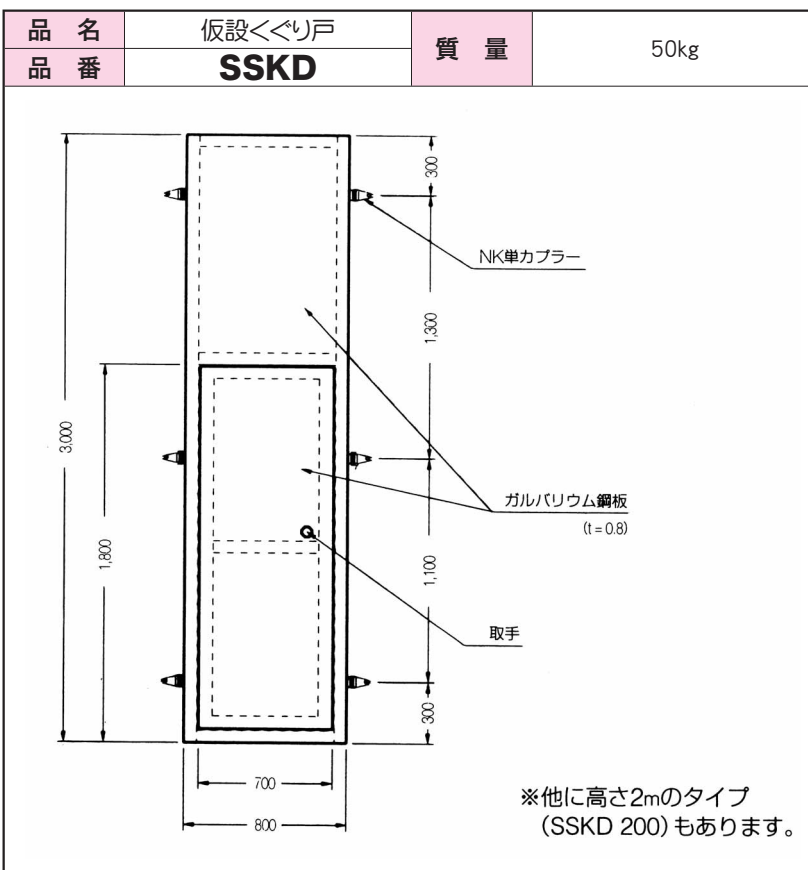 品 名
仮設くぐり戸
質 量
50kg
品 番
SSKD
300
NK単カプラー
1,300
3,000
ガルバリウム鋼板
(t=0.8)
1,800
1,100
取手
300
700
800
※他に高さ2mのタイプ
(SSKD 200)もあります。